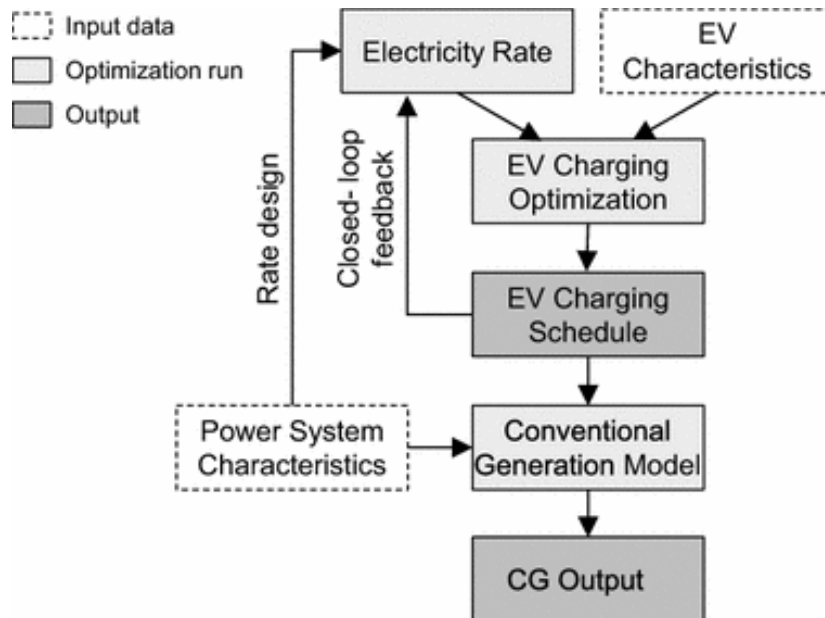 Input data
Optimization run
Output
Electricity Rate
EV
Characteristics
EV Charging
Optimization
Rate design
Closed- loop
feedback
EV Charging
Schedule
Power System
Characteristics
Conventional
Generation Model
CG Output